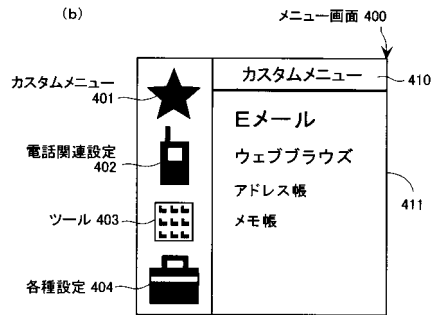 (b)
メニュー画面 400
カスタムメニュー
401
電話関連設定
402
ツール 403
各種設定 404
カスタムメニュー
410
Eメール
ウェブブラウズ
アドレス帳
メモ帳
411